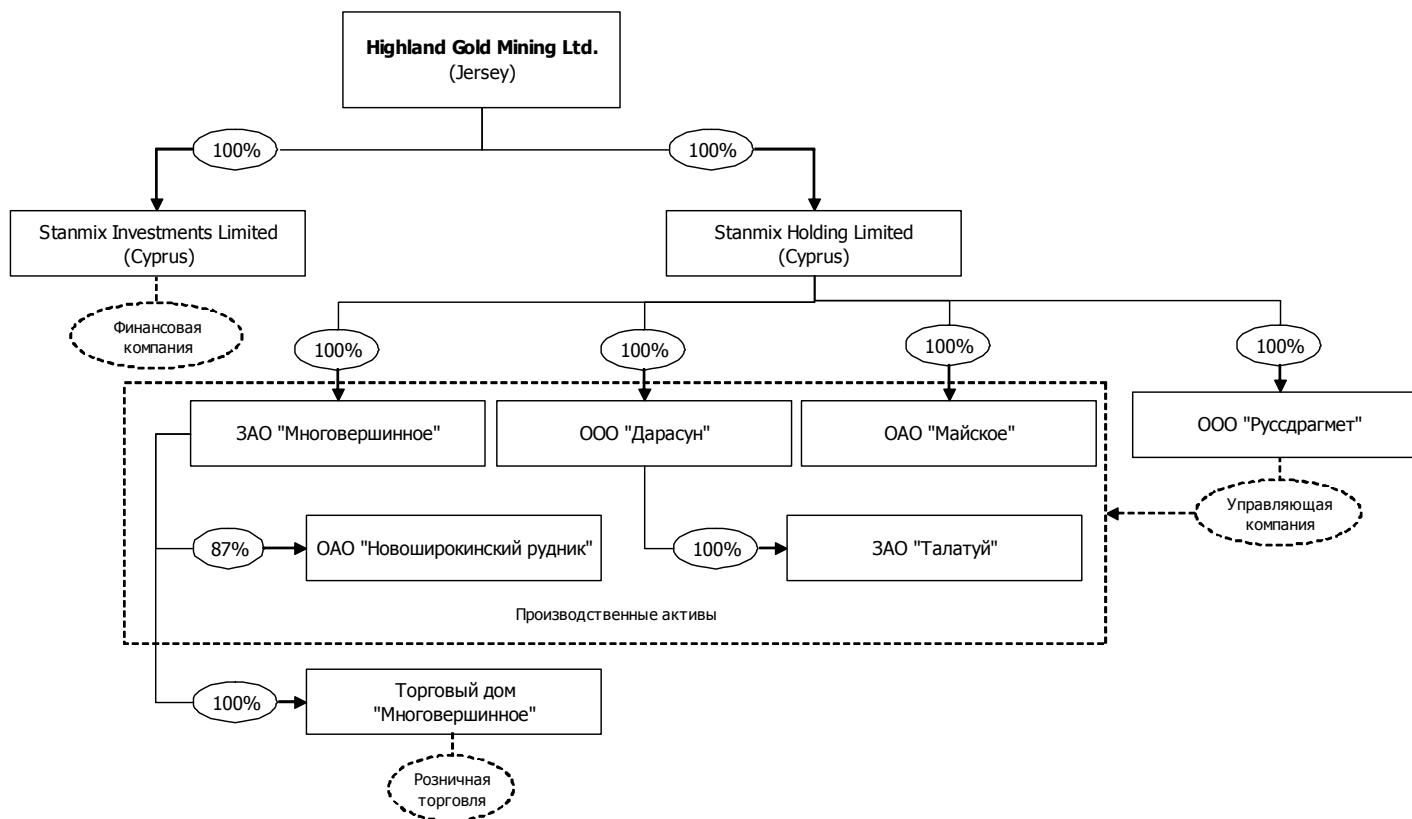 Highland Gold Mining Ltd.
(Jersey)
100%
100%
Stanmix Investments Limited
(Cyprus)
Stanmix Holding Limited
(Cyprus)
Финансовая
компания
100%
100%
100%
100%
ЗАО "Многовершинное"
ООО "Дарасун"
ОАО "Майское"
ООО "Руссдрагмет"
Управляющая
компания
87%
ОАО "Новоширокинский рудник"
100%
ЗАО "Талатуй"
Производственные активы
100%
Торговый дом
"Многовершинное"
Розничная
торговля